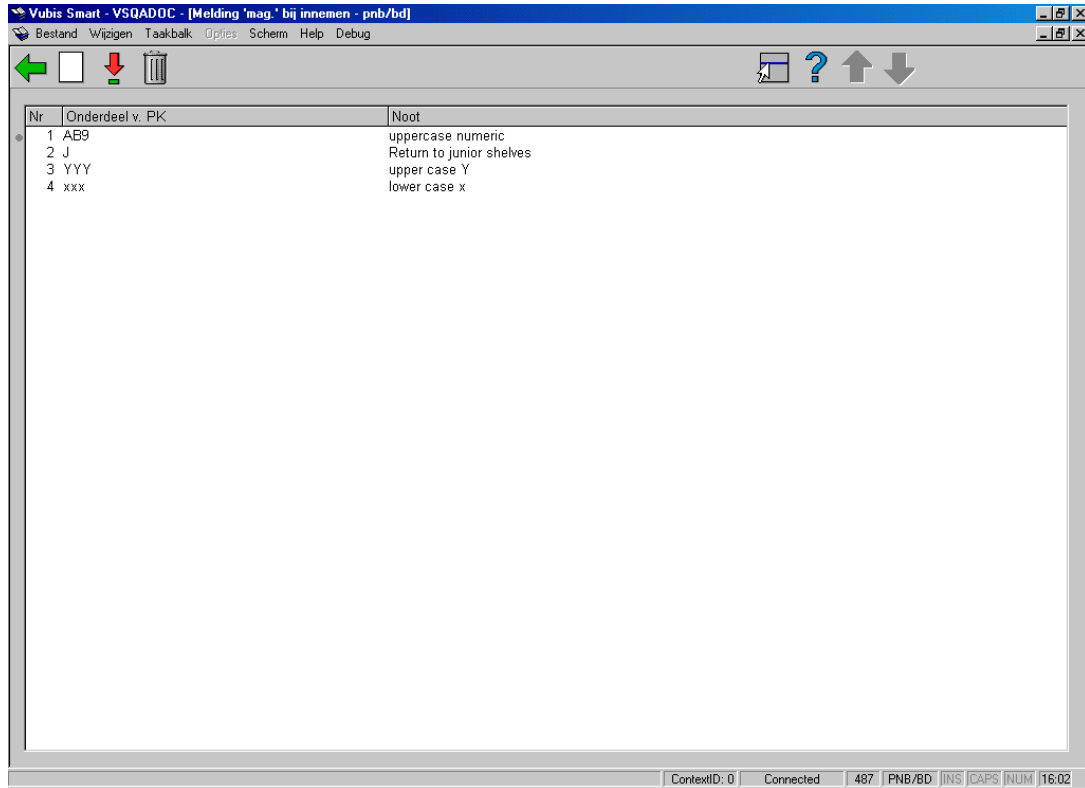 Vubis Smart - VSQADOC - [Melding 'mag.' bij innemen - pnb/bd]
Bestand Wijzigen Taakbalk Opties Scherm Help Debug
Nr Onderdeel v. PK Noot
1 AB9 uppercase numeric
2 J Return to junior shelves
3 YYY upper case Y
4 xxx lower case x
ContextID: 0 Connected 487 PNB/BD INS CAPS NUM 16:02